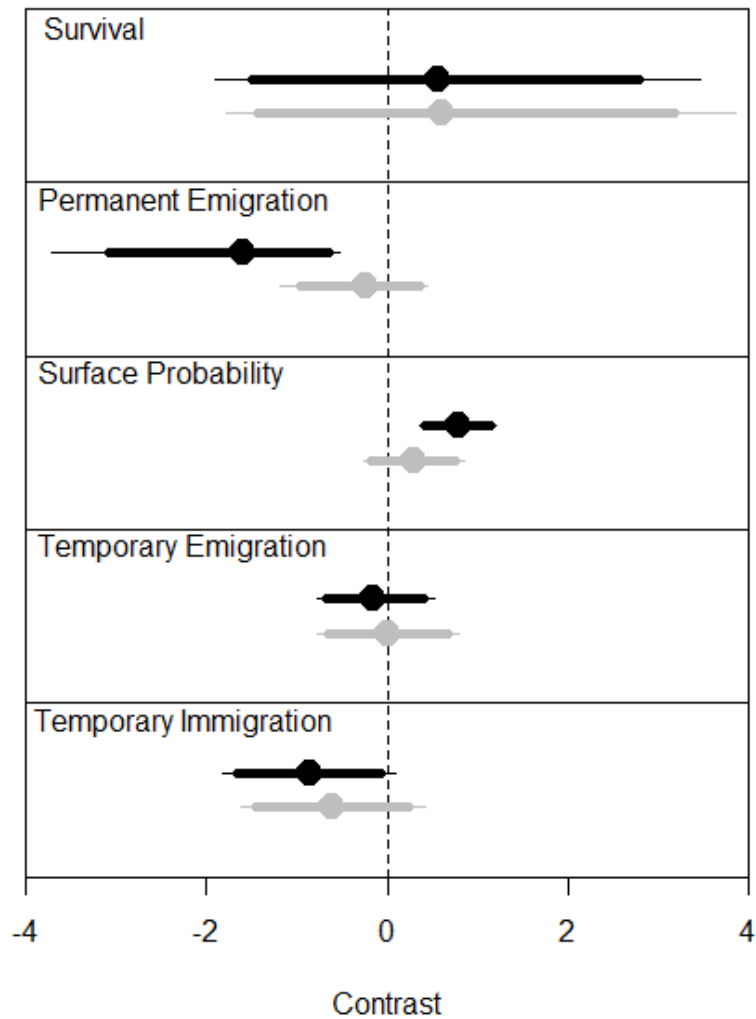 Survival
Permanent Emigration
Surface Probability
Temporary Emigration
Temporary Immigration
-4 -2 0 2 4
Contrast